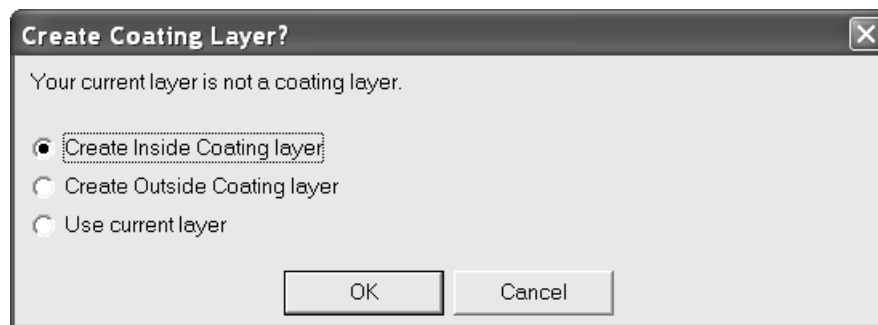 Create Coating Layer?
Your current layer is not a coating layer.
Create Inside Coating layer
Create Outside Coating layer
Use current layer
OK Cancel